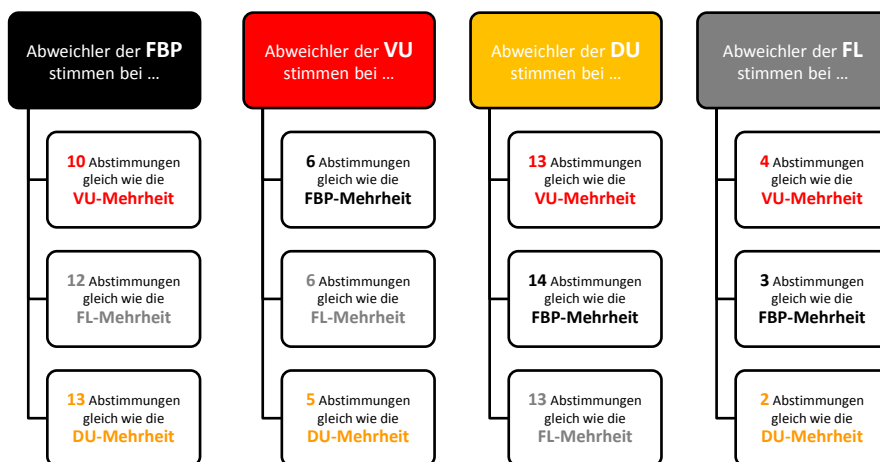 Abweichler der FBP
stimmen bei ...
10 Abstimmungen
gleich wie die
VU-Mehrheit
12 Abstimmungen
gleich wie die
FL-Mehrheit
13 Abstimmungen
gleich wie die
DU-Mehrheit
Abweichler der VU
stimmen bei ...
6 Abstimmungen
gleich wie die
FBP-Mehrheit
6 Abstimmungen
gleich wie die
FL-Mehrheit
5 Abstimmungen
gleich wie die
DU-Mehrheit
Abweichler der DU
stimmen bei ...
13 Abstimmungen
gleich wie die
VU-Mehrheit
14 Abstimmungen
gleich wie die
FBP-Mehrheit
13 Abstimmungen
gleich wie die
FL-Mehrheit
Abweichler der FL
stimmen bei ...
4 Abstimmungen
gleich wie die
VU-Mehrheit
3 Abstimmungen
gleich wie die
FBP-Mehrheit
2 Abstimmungen
gleich wie die
DU-Mehrheit